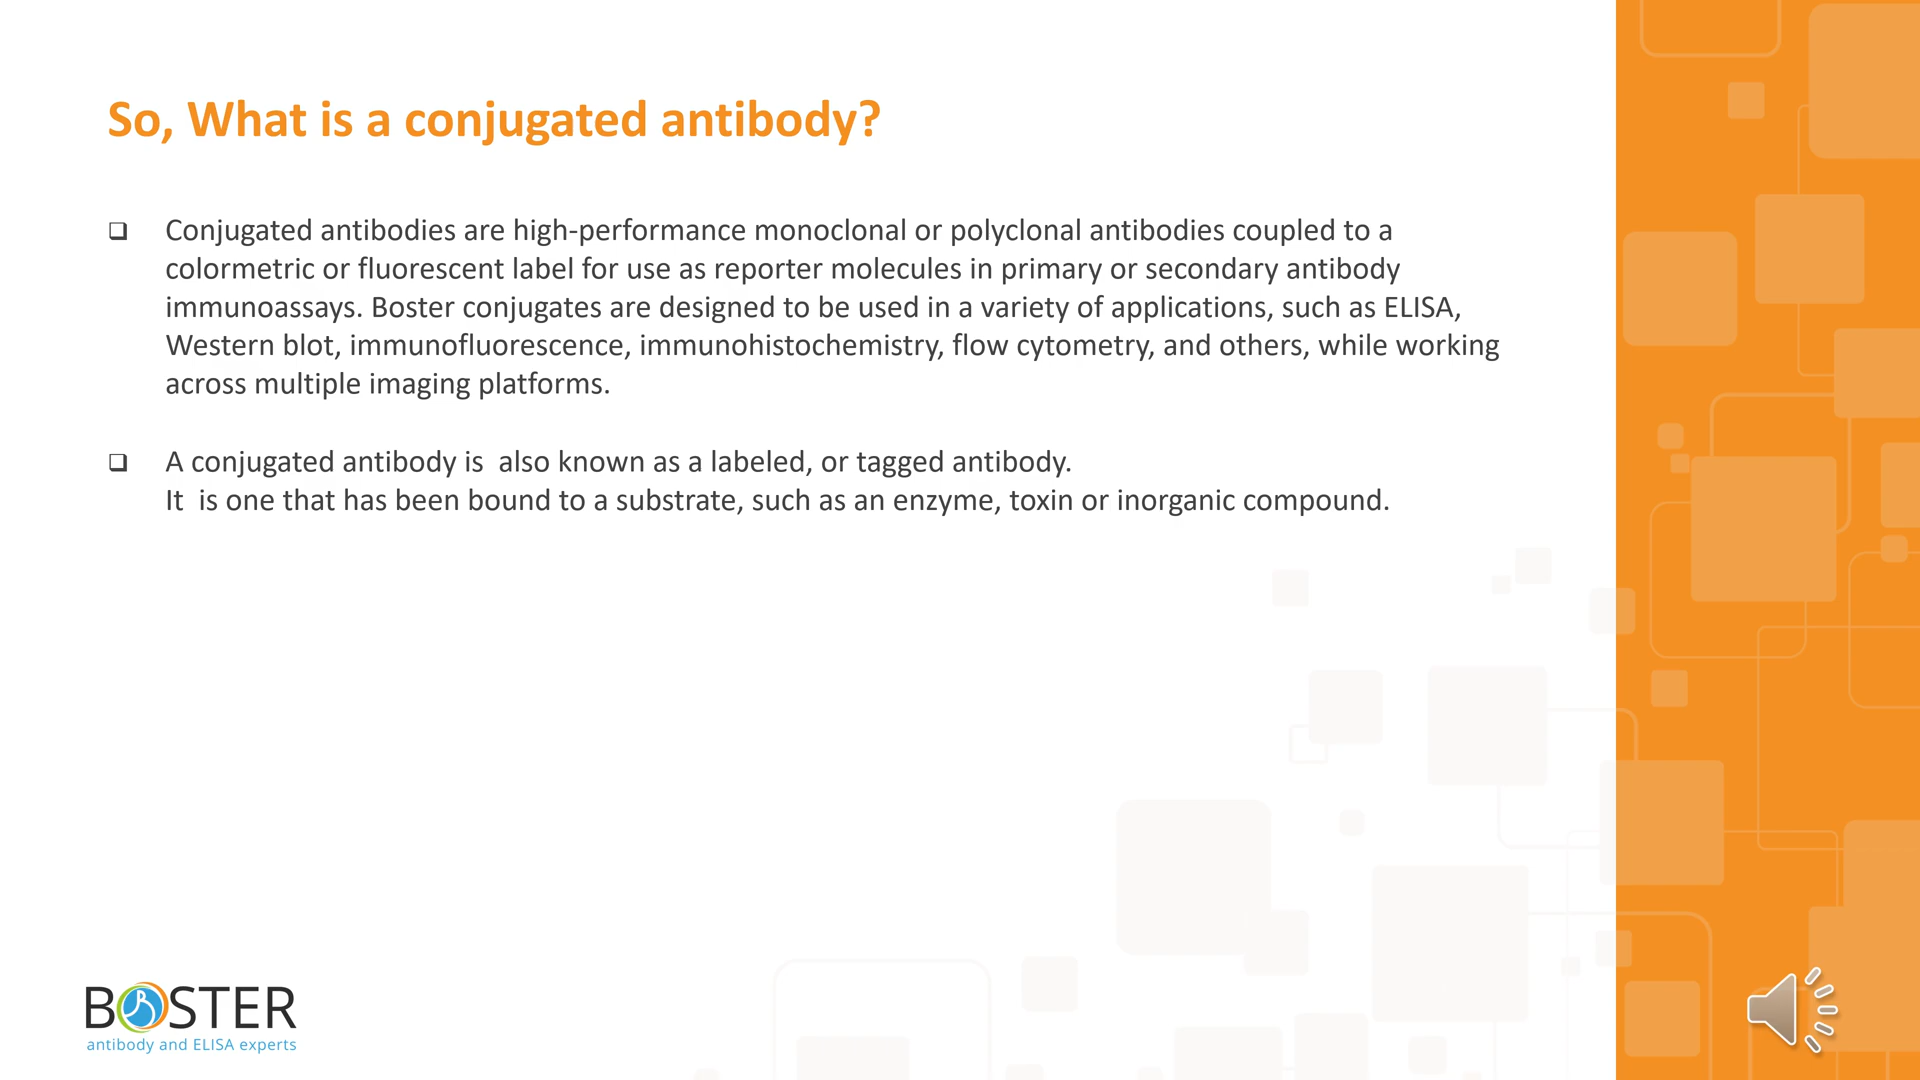 So, What is a conjugated antibody?
❑ Conjugated antibodies are high-performance monoclonal or polyclonal antibodies coupled to a
colormetric or fluorescent label for use as reporter molecules in primary or secondary antibody
immunoassays. Boster conjugates are designed to be used in a variety of applications, such as ELISA,
Western blot, immunofluorescence, immunohistochemistry, flow cytometry, and others, while working
across multiple imaging platforms.
❑ A conjugated antibody is  also known as a labeled, or tagged antibody.
It  is one that has been bound to a substrate, such as an enzyme, toxin or inorganic compound.
BOSTER
antibody and ELISA experts